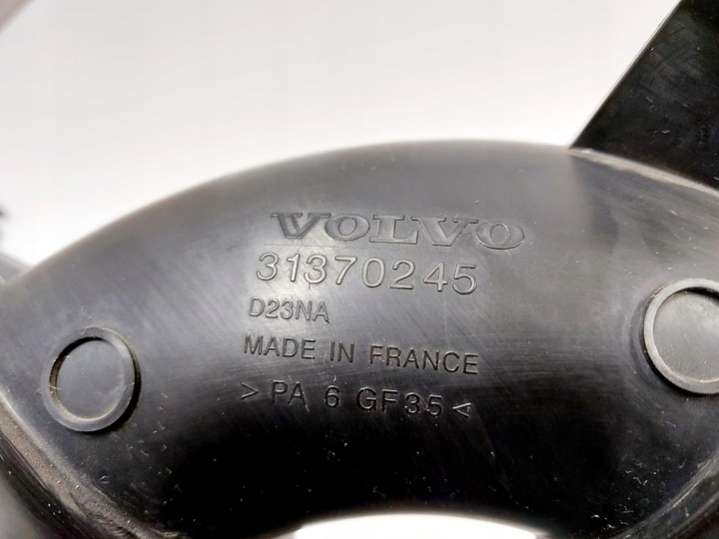 VOLVO
31370245
D23NA
MADE IN FRANCE
> PA 6 GF35 <